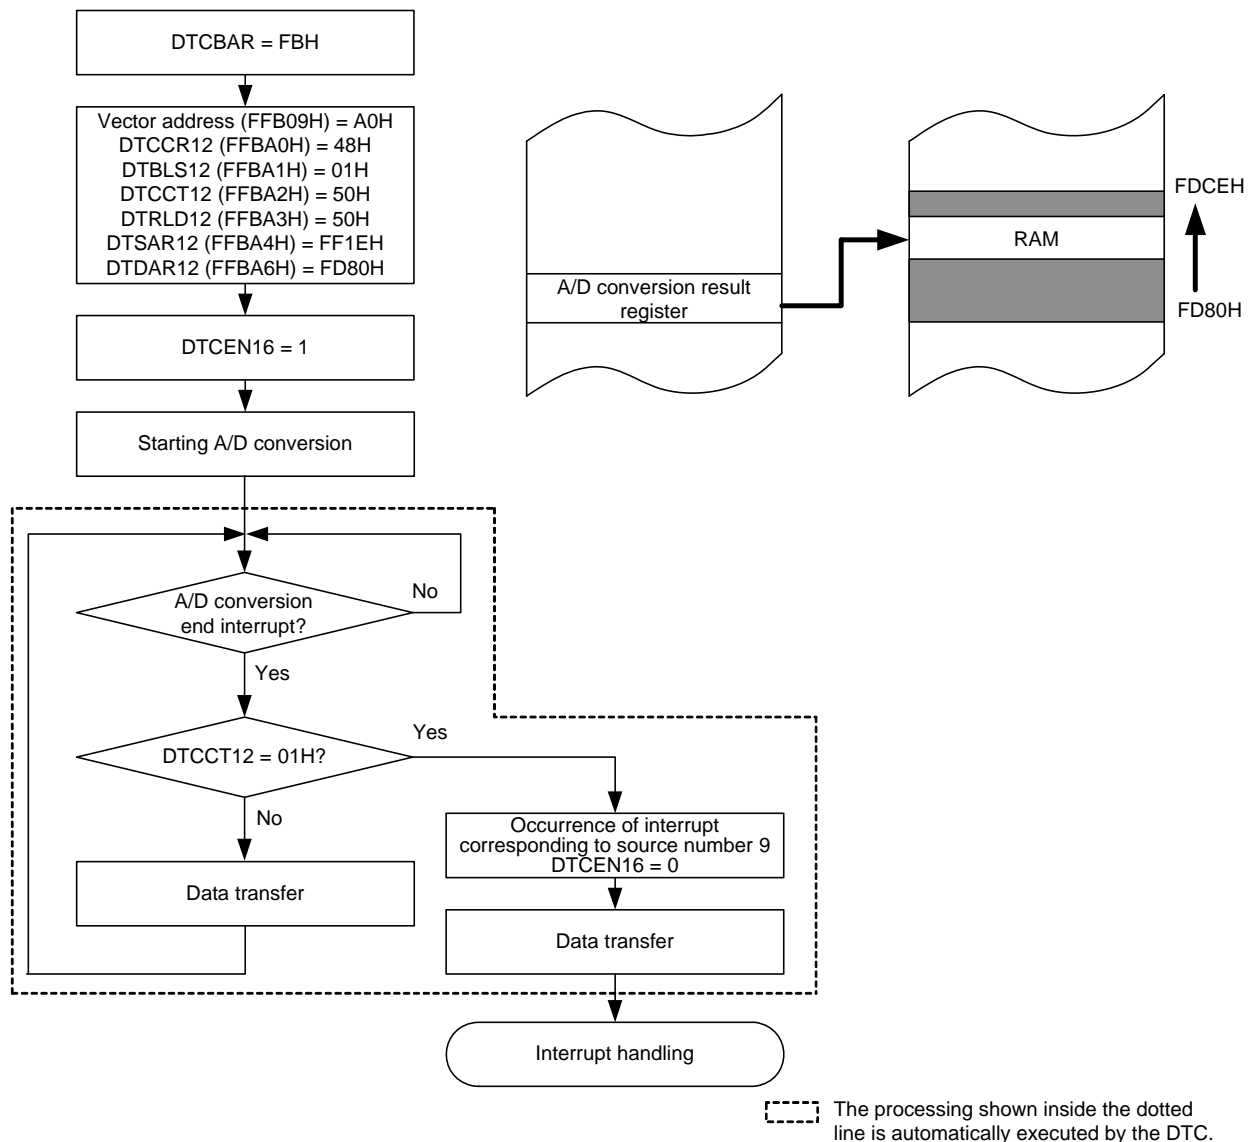 DTCBAR = FBH
Vector address (FFB09H) = A0H
DTCCR12 (FFBA0H) = 48H
DTBLS12 (FFBA1H) = 01H
DTCCT12 (FFBA2H) = 50H
DTRLD12 (FFBA3H) = 50H
DTSAR12 (FFBA4H) = FF1EH
DTDAR12 (FFBA6H) = FD80H
DTCEN16 = 1
Starting A/D conversion
A/D conversion
end interrupt?
No
Yes
DTCCT12 = 01H?
Yes
No
Data transfer
Occurrence of interrupt
corresponding to source number 9
DTCEN16 = 0
Data transfer
Interrupt handling
A/D conversion result
register
RAM
FDCEH
FD80H
The processing shown inside the dotted
line is automatically executed by the DTC.